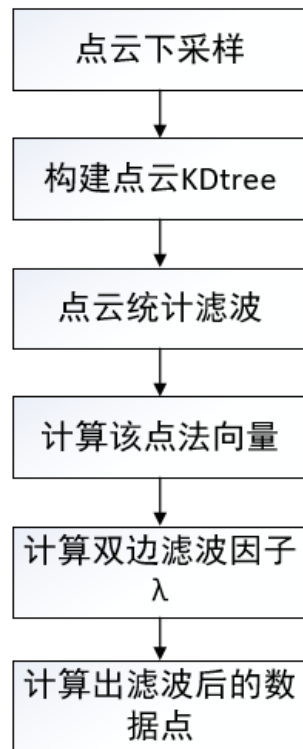 点云下采样
构建点云KDtree
点云统计滤波
计算该点法向量
计算双边滤波因子
λ
计算出滤波后的数
据点